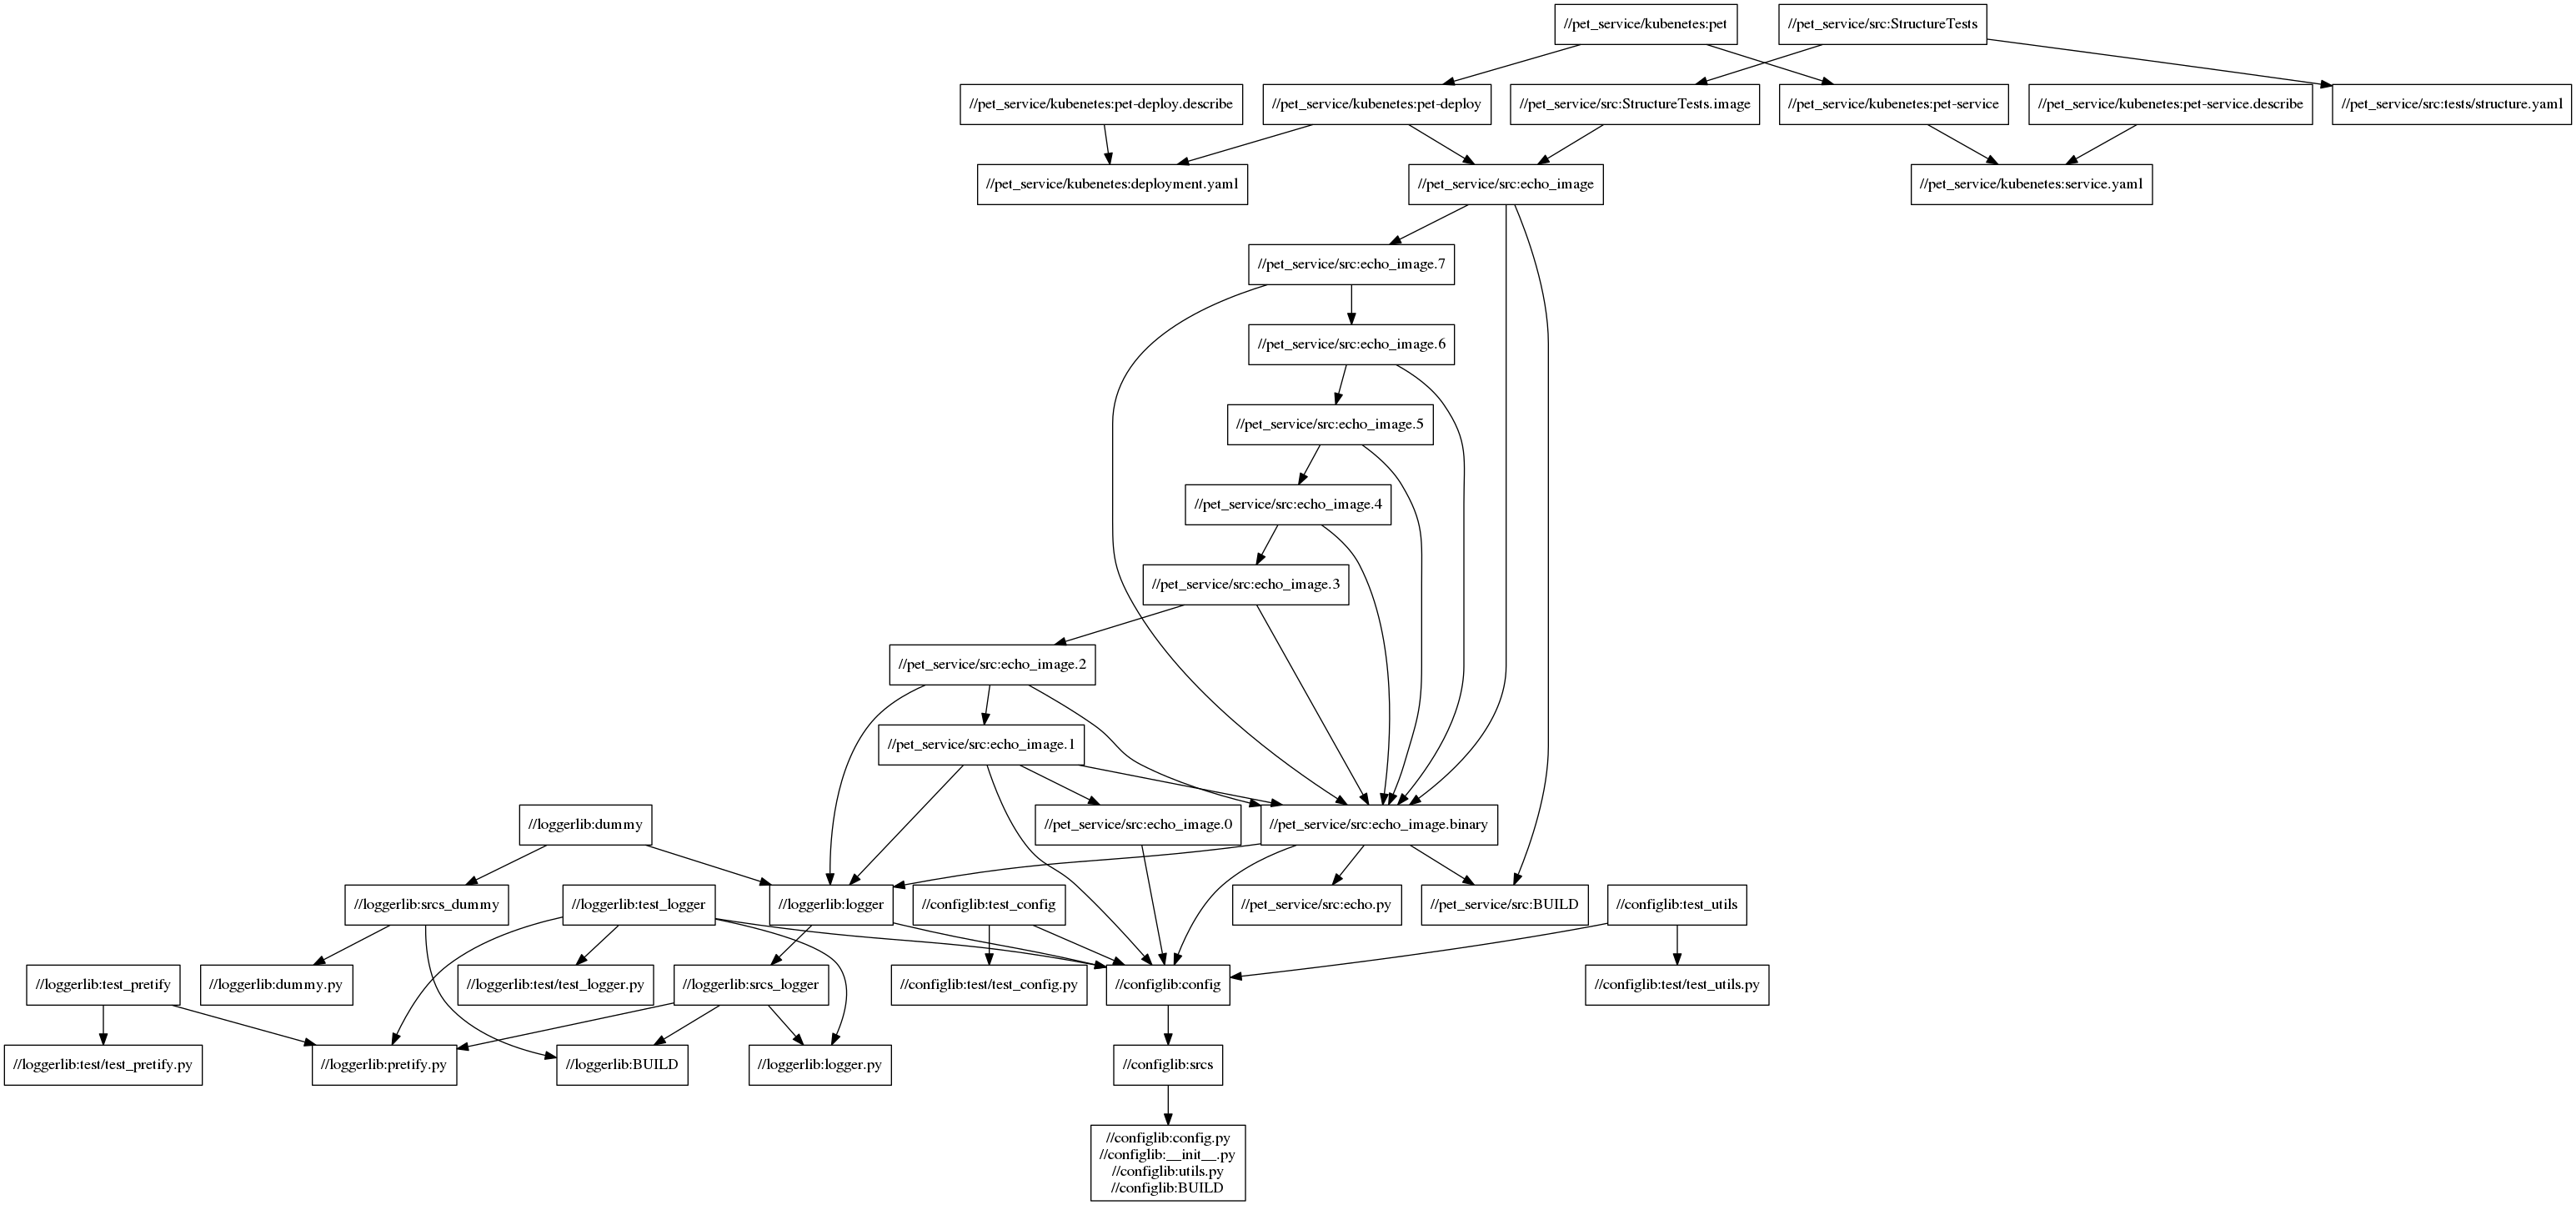 //pet_service/kubenetes:pet
//pet_service/src:StructureTests
//pet_service/kubenetes:pet-deploy.describe
//pet_service/kubenetes:pet-deploy
//pet_service/src:StructureTests.image
//pet_service/kubenetes:pet-service
//pet_service/kubenetes:pet-service.describe
//pet_service/src:tests/structure.yaml
//pet_service/kubenetes:deployment.yaml
//pet_service/src:echo_image
//pet_service/kubenetes:service.yaml
//pet_service/src:echo_image.7
//pet_service/src:echo_image.6
//pet_service/src:echo_image.5
//pet_service/src:echo_image.4
//pet_service/src:echo_image.3
//pet_service/src:echo_image.2
//pet_service/src:echo_image.1
//loggerlib:dummy
//pet_service/src:echo_image.0
//pet_service/src:echo_image.binary
//loggerlib:srcs_dummy
//loggerlib:test_logger
//loggerlib:logger
//configlib:test_config
//pet_service/src:echo.py
//pet_service/src:BUILD
//configlib:test_utils
//loggerlib:test_pretify
//loggerlib:dummy.py
//loggerlib:test/test_logger.py
//loggerlib:srcs_logger
//configlib:test/test_config.py
//configlib:config
//configlib:test/test_utils.py
//loggerlib:test/test_pretify.py
//loggerlib:pretify.py
//loggerlib:BUILD
//loggerlib:logger.py
//configlib:srcs
//configlib:config.py
//configlib:__init__.py
//configlib:utils.py
//configlib:BUILD